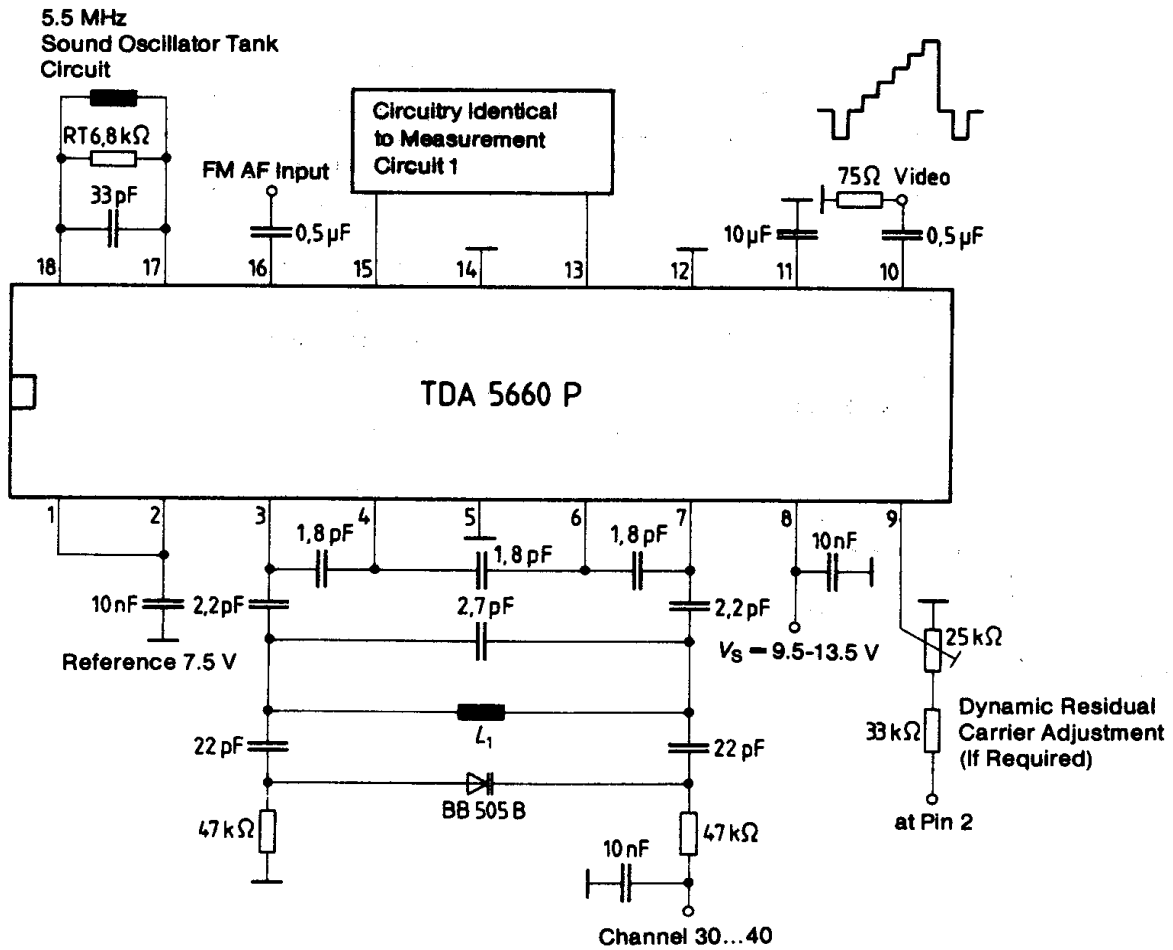 5.5 MHz
Sound Oscillator Tank
Circuit
RT6,8 kΩ
33 pF
FM AF Input
0,5 µF
Circuitry Identical
to Measurement
Circuit 1
75Ω Video
10 µF
0,5 µF
18 17 16 15 14 13 12 11 10
TDA 5660 P
1 2 3 4 5 6 7 8 9
1,8 pF
1,8 pF
1,8 pF
10 nF
10 nF
2,2 pF
2,7 pF
2,2 pF
25 kΩ
Reference 7.5 V
VS = 9.5-13.5 V
L1
33 kΩ
Dynamic Residual
Carrier Adjustment
(If Required)
22 pF
22 pF
BB 505 B
at Pin 2
47 kΩ
47 kΩ
10 nF
Channel 30...40